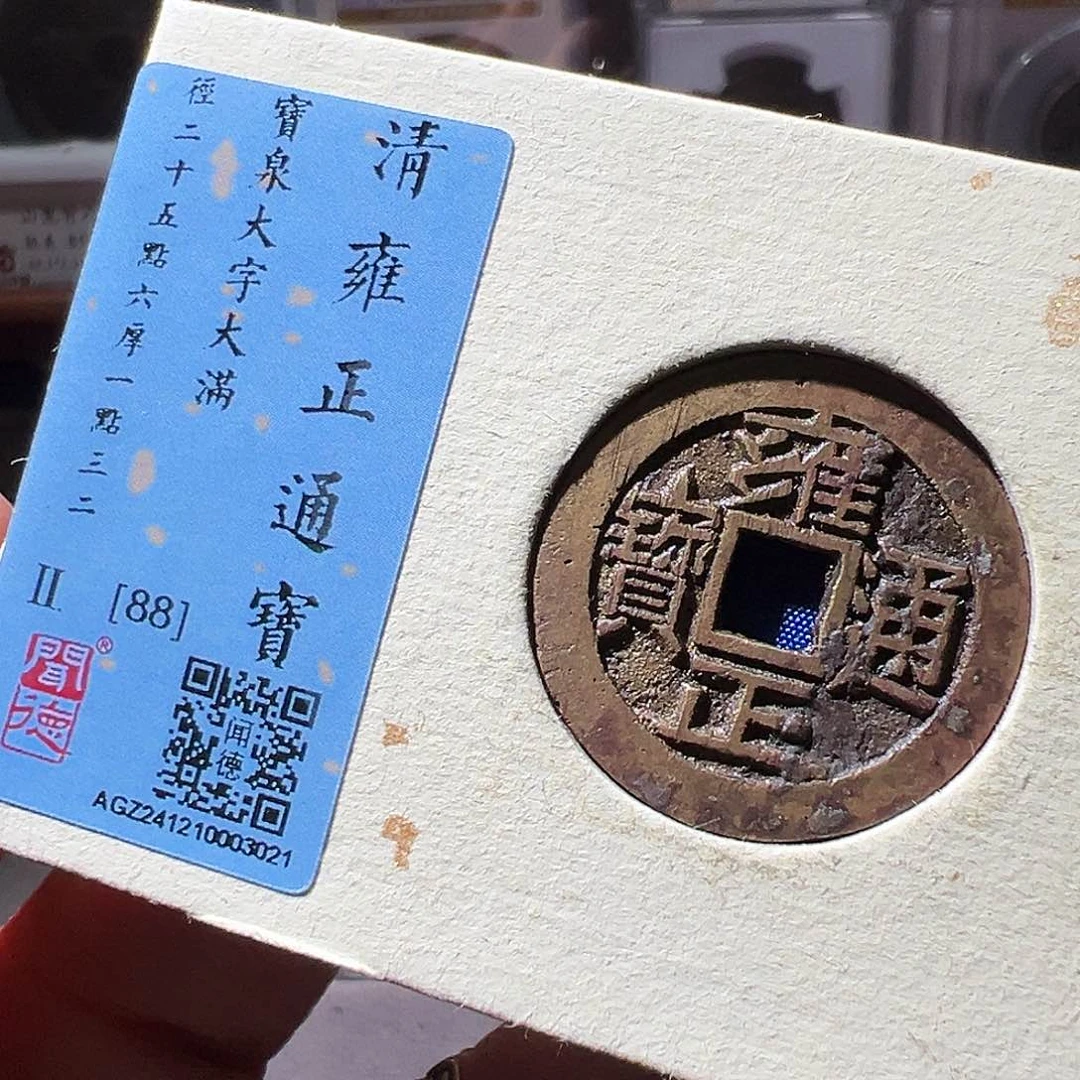 清雍正通寶
寶泉大字大滿
徑二十五點六厚一點三二
II
[88]
聞德
®
闻德
AGZ241210003021
雍正通寶